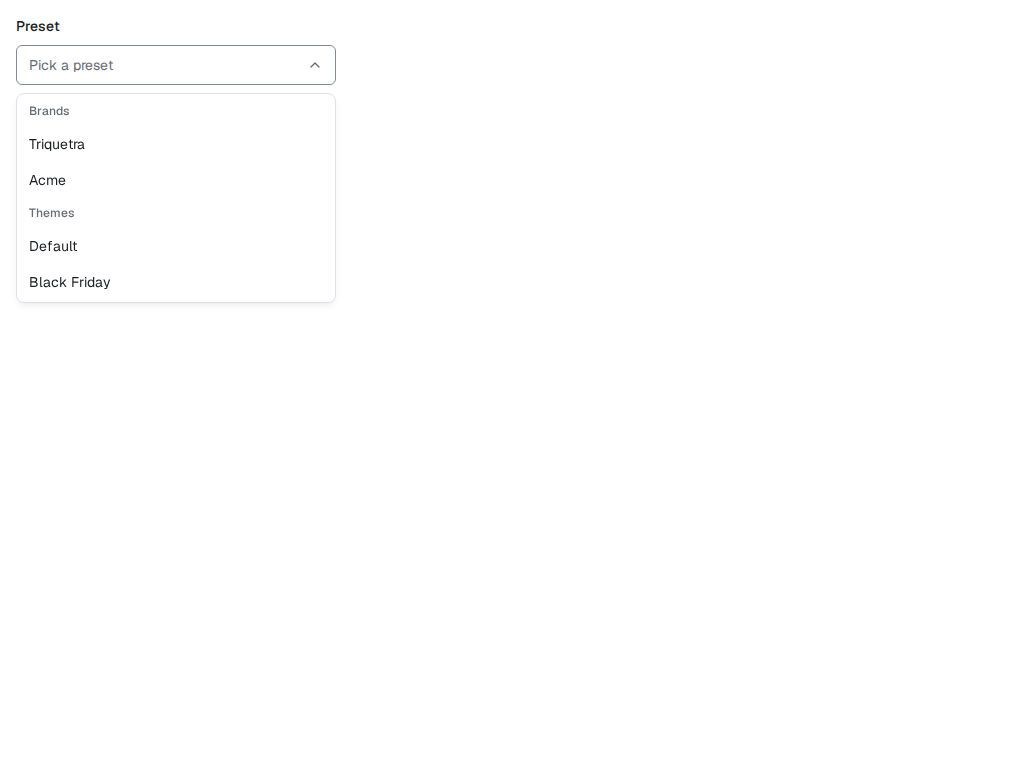 Preset
Pick a preset
Brands
Triquetra
Acme
Themes
Default
Black Friday